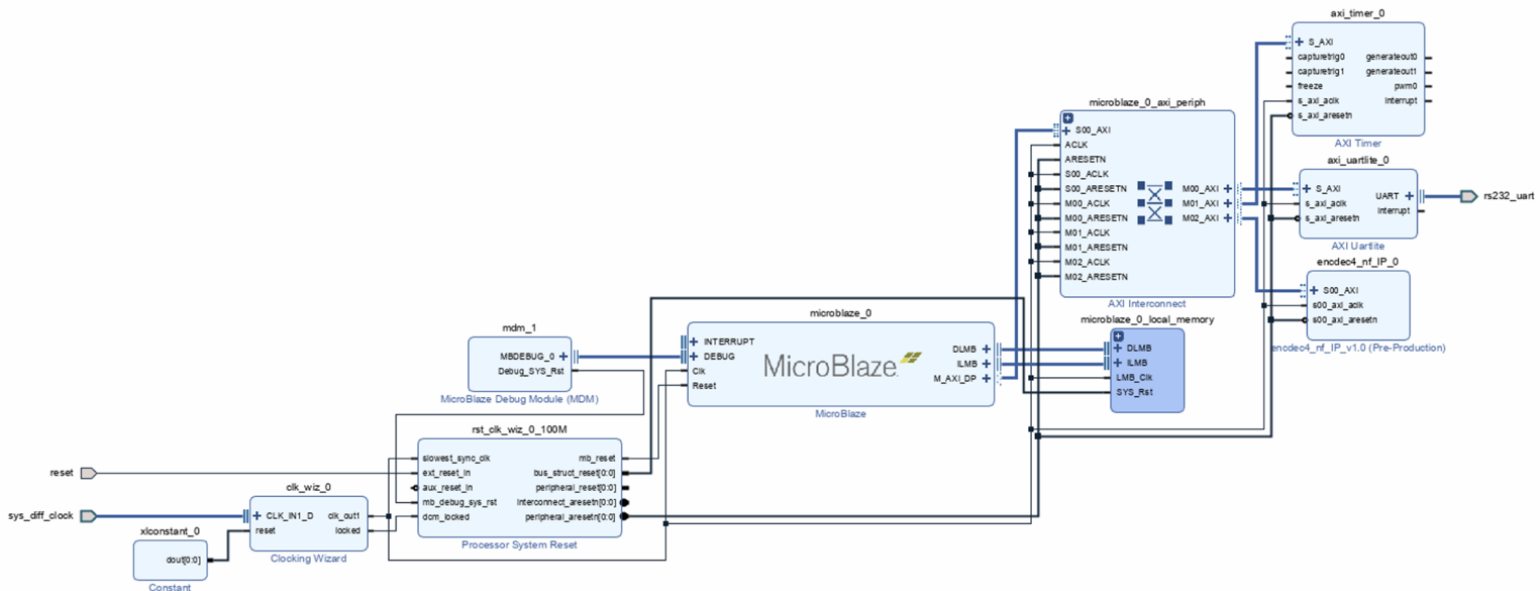 axi_timer_0
S_AXI
capturetrig0 generateout0
capturetrig1 generateout1
freeze pwm0
s_axi_aclk interrupt
s_axi_aresetn
AXI Timer
microblaze_0_axi_periph
S00_AXI
ACLK
ARESETN
S00_ACLK
S00_ARESETN M00_AXI
M00_ACLK M01_AXI
M00_ARESETN M02_AXI
M01_ACLK
M01_ARESETN
M02_ACLK
M02_ARESETN
AXI Interconnect
axi_uartlite_0
S_AXI UART
s_axi_aclk interrupt
s_axi_aresetn
AXI Uartlite
rs232_uart
encdec4_nf_IP_0
S00_AXI
s00_axi_aclk
s00_axi_aresetn
encdec4_nf_IP_v1.0 (Pre-Production)
microblaze_0_local_memory
DLMB
ILMB
LMB_Clk
SYS_Rst
microblaze_0
INTERRUPT
DEBUG DLMB
Clk ILMB
Reset M_AXI_DP
MicroBlaze
MicroBlaze
mdm_1
MBDEBUG_0
Debug_SYS_Rst
MicroBlaze Debug Module (MDM)
rst_clk_wiz_0_100M
slowest_sync_clk mb_reset
ext_reset_in bus_struct_reset[0:0]
aux_reset_in peripheral_reset[0:0]
mb_debug_sys_rst interconnect_aresetn[0:0]
dcm_locked peripheral_aresetn[0:0]
Processor System Reset
reset
sys_diff_clock
clk_wiz_0
CLK_IN1_D clk_out1
reset locked
Clocking Wizard
xlconstant_0
dout[0:0]
Constant